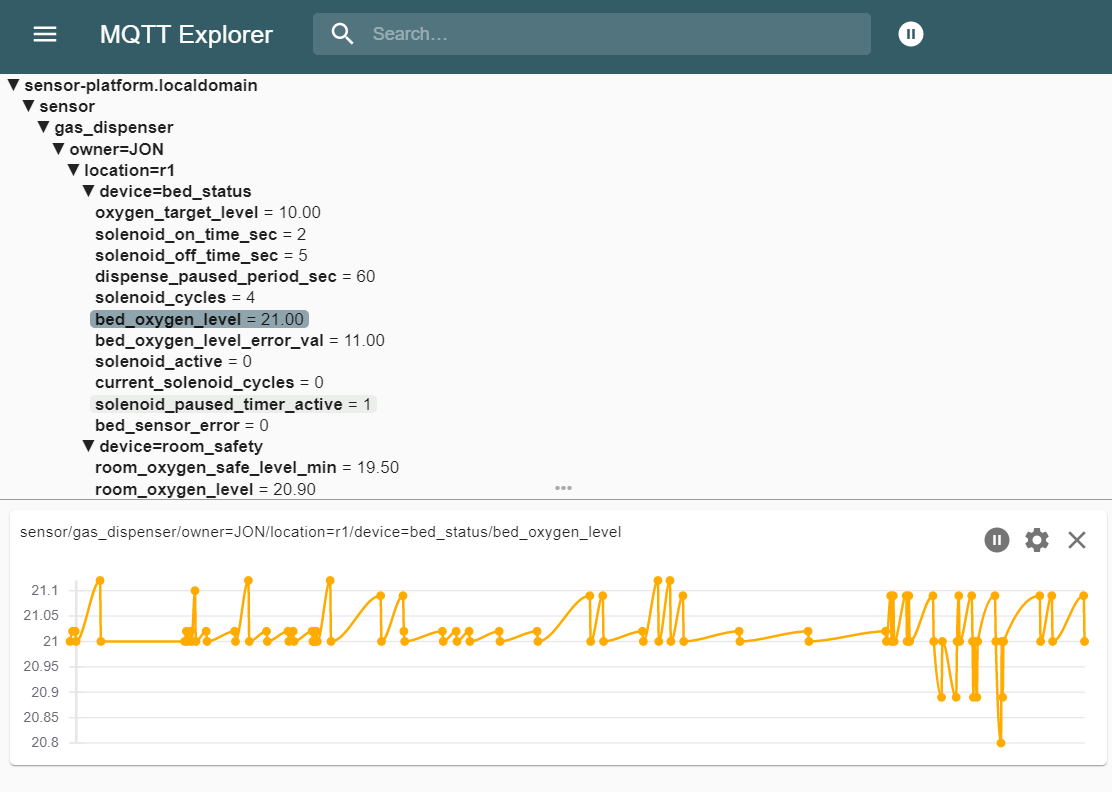 MQTT Explorer
Search...
▼ sensor-platform.localdomain
▼ sensor
▼ gas_dispenser
▼ owner=JON
▼ location=r1
▼ device=bed_status
oxygen_target_level = 10.00
solenoid_on_time_sec = 2
solenoid_off_time_sec = 5
dispense_paused_period_sec = 60
solenoid_cycles = 4
bed_oxygen_level = 21.00
bed_oxygen_level_error_val = 11.00
solenoid_active = 0
current_solenoid_cycles = 0
solenoid_paused_timer_active = 1
bed_sensor_error = 0
▼ device=room_safety
room_oxygen_safe_level_min = 19.50
room_oxygen_level = 20.90
sensor/gas_dispenser/owner=JON/location=r1/device=bed_status/bed_oxygen_level
21.1
21.05
21
20.95
20.9
20.85
20.8